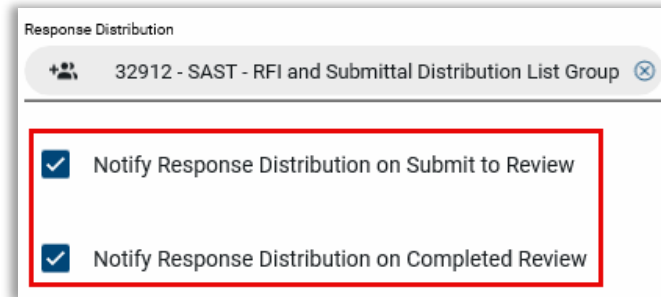 Response Distribution
32912 - SAST - RFI and Submittal Distribution List Group
Notify Response Distribution on Submit to Review
Notify Response Distribution on Completed Review